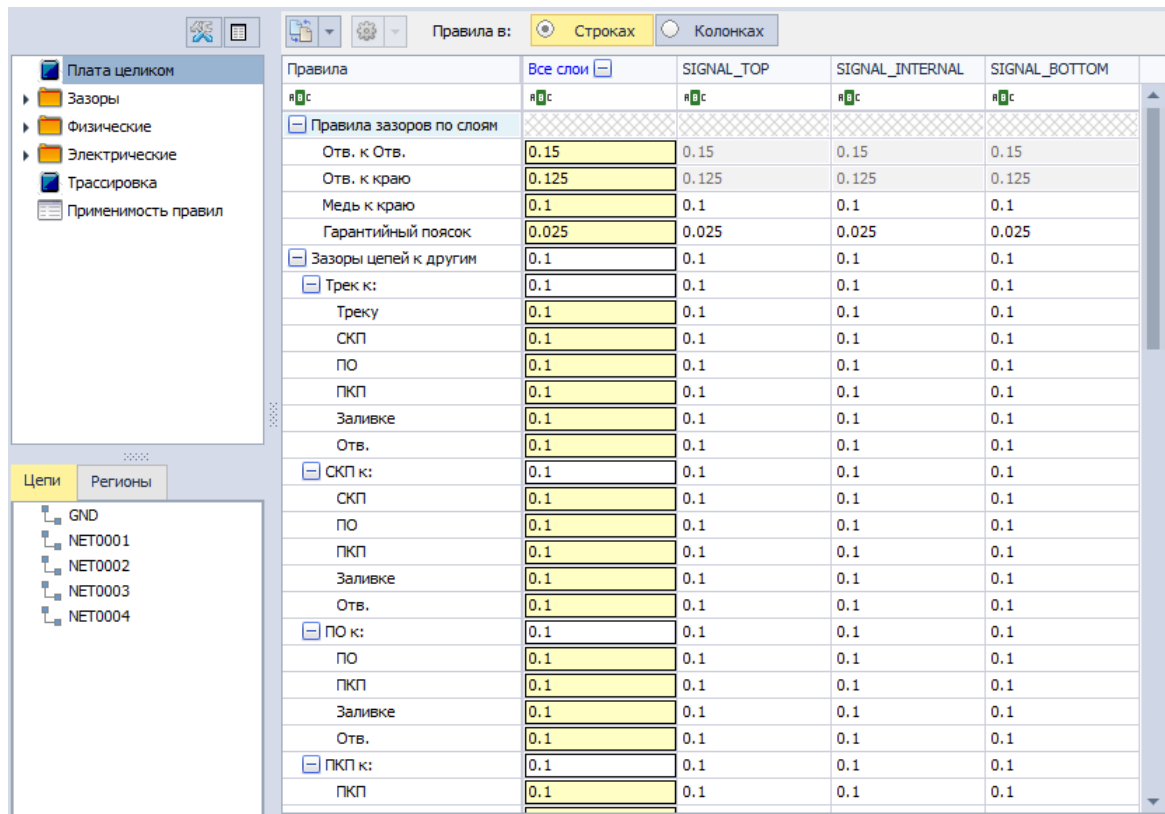 Правила в: Строках Колонках
Плата целиком
Зазоры
Физические
Электрические
Трассировка
Применимость правил
Цепи Регионы
GND
NET0001
NET0002
NET0003
NET0004
Правила Все слои SIGNAL_TOP SIGNAL_INTERNAL SIGNAL_BOTTOM
ABC ABC ABC ABC ABC
Правила зазоров по слоям
Отв. к Отв. 0.15 0.15 0.15 0.15
Отв. к краю 0.125 0.125 0.125 0.125
Медь к краю 0.1 0.1 0.1 0.1
Гарантийный поясок 0.025 0.025 0.025 0.025
Зазоры цепей к другим 0.1 0.1 0.1 0.1
Трек к: 0.1 0.1 0.1 0.1
Треку 0.1 0.1 0.1 0.1
СКП 0.1 0.1 0.1 0.1
ПО 0.1 0.1 0.1 0.1
ПКП 0.1 0.1 0.1 0.1
Заливке 0.1 0.1 0.1 0.1
Отв. 0.1 0.1 0.1 0.1
СКП к: 0.1 0.1 0.1 0.1
СКП 0.1 0.1 0.1 0.1
ПО 0.1 0.1 0.1 0.1
ПКП 0.1 0.1 0.1 0.1
Заливке 0.1 0.1 0.1 0.1
Отв. 0.1 0.1 0.1 0.1
ПО к: 0.1 0.1 0.1 0.1
ПО 0.1 0.1 0.1 0.1
ПКП 0.1 0.1 0.1 0.1
Заливке 0.1 0.1 0.1 0.1
Отв. 0.1 0.1 0.1 0.1
ПКП к: 0.1 0.1 0.1 0.1
ПКП 0.1 0.1 0.1 0.1